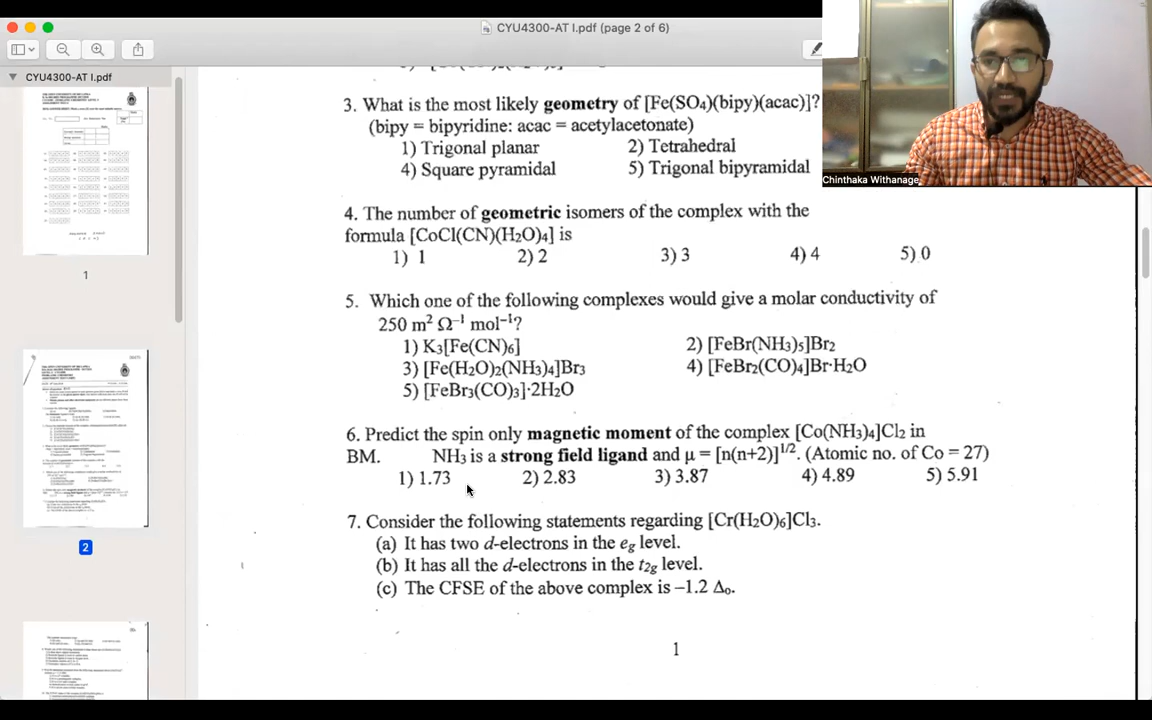 CYU4300-AT I.pdf (page 2 of 6)
CYU4300-AT I.pdf
3. What is the most likely geometry of [Fe(SO₄)(bipy)(acac)]?
(bipy = bipyridine: acac = acetylacetonate)
1) Trigonal planar 2) Tetrahedral
4) Square pyramidal 5) Trigonal bipyramidal
Chinthaka Withanage
4. The number of geometric isomers of the complex with the
formula [CoCl(CN)(H₂O)₄] is
1) 1 2) 2 3) 3 4) 4 5) 0
5. Which one of the following complexes would give a molar conductivity of
250 m² Ω⁻¹ mol⁻¹?
1) K₃[Fe(CN)₆] 2) [FeBr(NH₃)₅]Br₂
3) [Fe(H₂O)₂(NH₃)₄]Br₃ 4) [FeBr₂(CO)₄]Br·H₂O
5) [FeBr₃(CO)₃]·2H₂O
6. Predict the spin only magnetic moment of the complex [Co(NH₃)₄]Cl₂ in
BM. NH₃ is a strong field ligand and μ = [n(n+2)]^1/2. (Atomic no. of Co = 27)
1) 1.73 2) 2.83 3) 3.87 4) 4.89 5) 5.91
7. Consider the following statements regarding [Cr(H₂O)₆]Cl₃.
(a) It has two d-electrons in the eg level.
(b) It has all the d-electrons in the t₂g level.
(c) The CFSE of the above complex is –1.2 Δₒ.
1
1
2